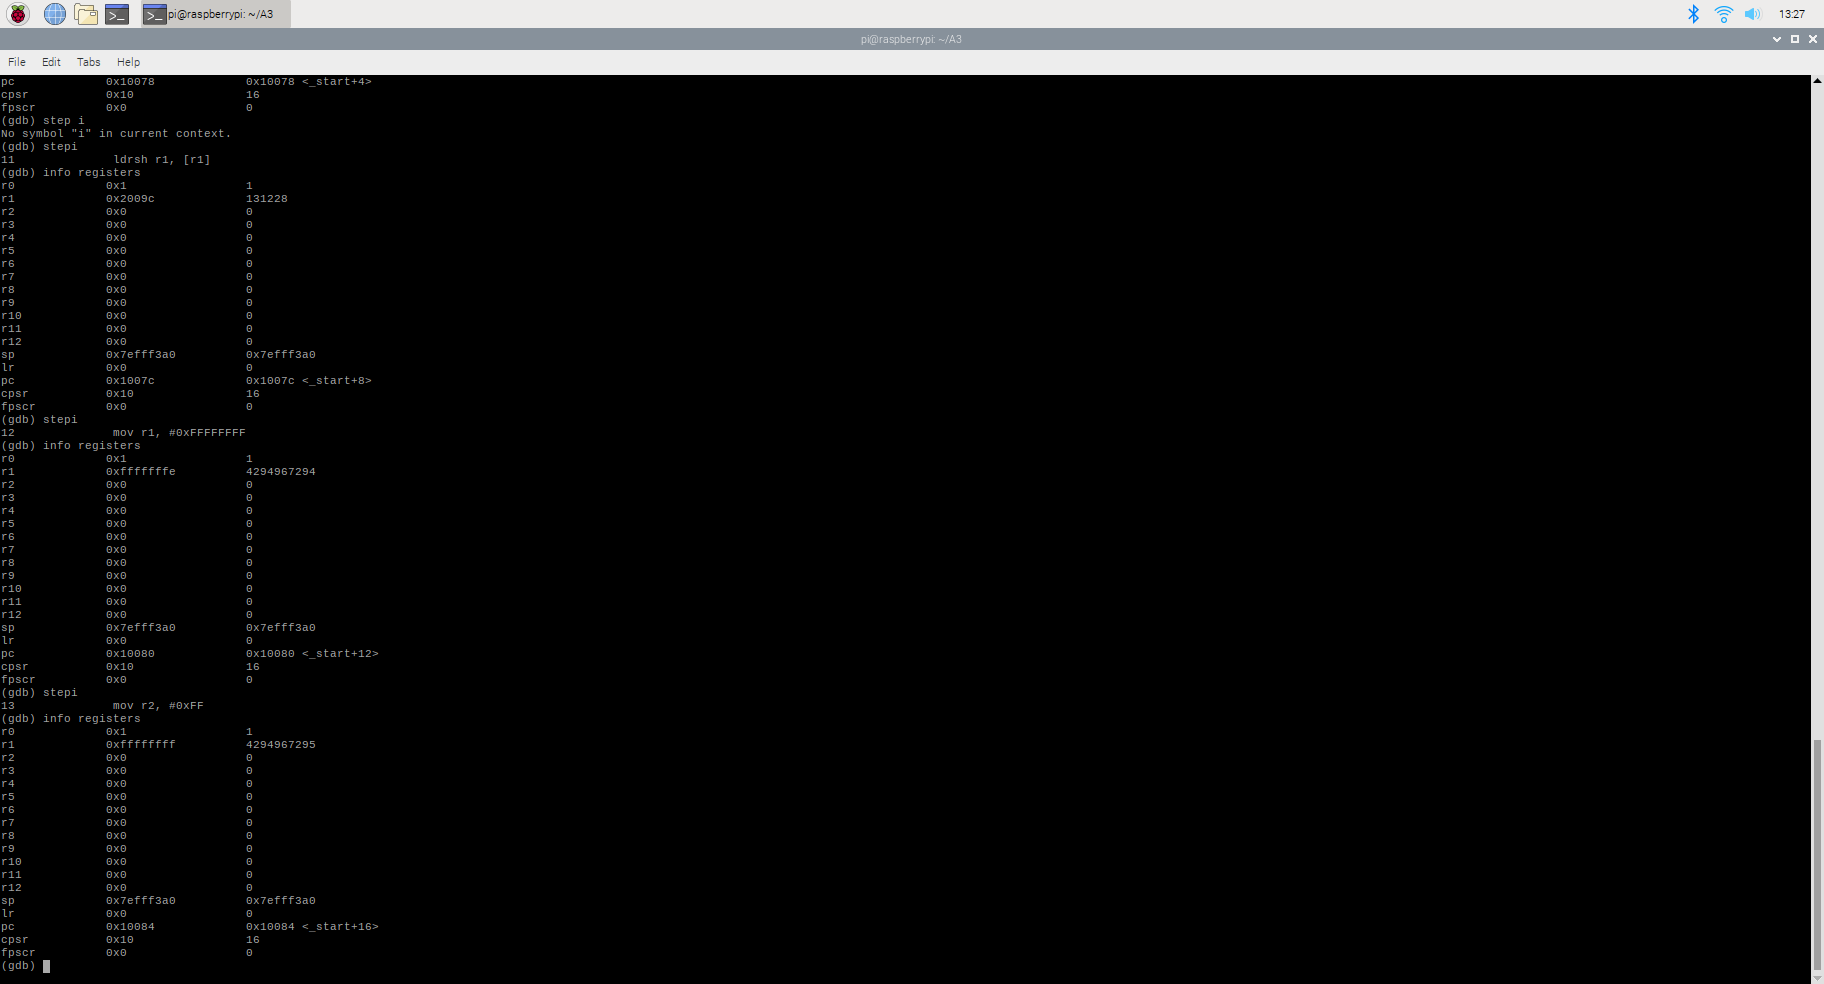 pi@raspberrypi: ~/A3
13:27
pi@raspberrypi: ~/A3
File Edit Tabs Help
pc 0x10078 0x10078 <_start+4>
cpsr 0x10 16
fpscr 0x0 0
(gdb) step i
No symbol "i" in current context.
(gdb) stepi
11 ldrsh r1, [r1]
(gdb) info registers
r0 0x1 1
r1 0x2009c 131228
r2 0x0 0
r3 0x0 0
r4 0x0 0
r5 0x0 0
r6 0x0 0
r7 0x0 0
r8 0x0 0
r9 0x0 0
r10 0x0 0
r11 0x0 0
r12 0x0 0
sp 0x7efff3a0 0x7efff3a0
lr 0x0 0
pc 0x1007c 0x1007c <_start+8>
cpsr 0x10 16
fpscr 0x0 0
(gdb) stepi
12 mov r1, #0xFFFFFFFF
(gdb) info registers
r0 0x1 1
r1 0xfffffffe 4294967294
r2 0x0 0
r3 0x0 0
r4 0x0 0
r5 0x0 0
r6 0x0 0
r7 0x0 0
r8 0x0 0
r9 0x0 0
r10 0x0 0
r11 0x0 0
r12 0x0 0
sp 0x7efff3a0 0x7efff3a0
lr 0x0 0
pc 0x10080 0x10080 <_start+12>
cpsr 0x10 16
fpscr 0x0 0
(gdb) stepi
13 mov r2, #0xFF
(gdb) info registers
r0 0x1 1
r1 0xffffffff 4294967295
r2 0x0 0
r3 0x0 0
r4 0x0 0
r5 0x0 0
r6 0x0 0
r7 0x0 0
r8 0x0 0
r9 0x0 0
r10 0x0 0
r11 0x0 0
r12 0x0 0
sp 0x7efff3a0 0x7efff3a0
lr 0x0 0
pc 0x10084 0x10084 <_start+16>
cpsr 0x10 16
fpscr 0x0 0
(gdb)